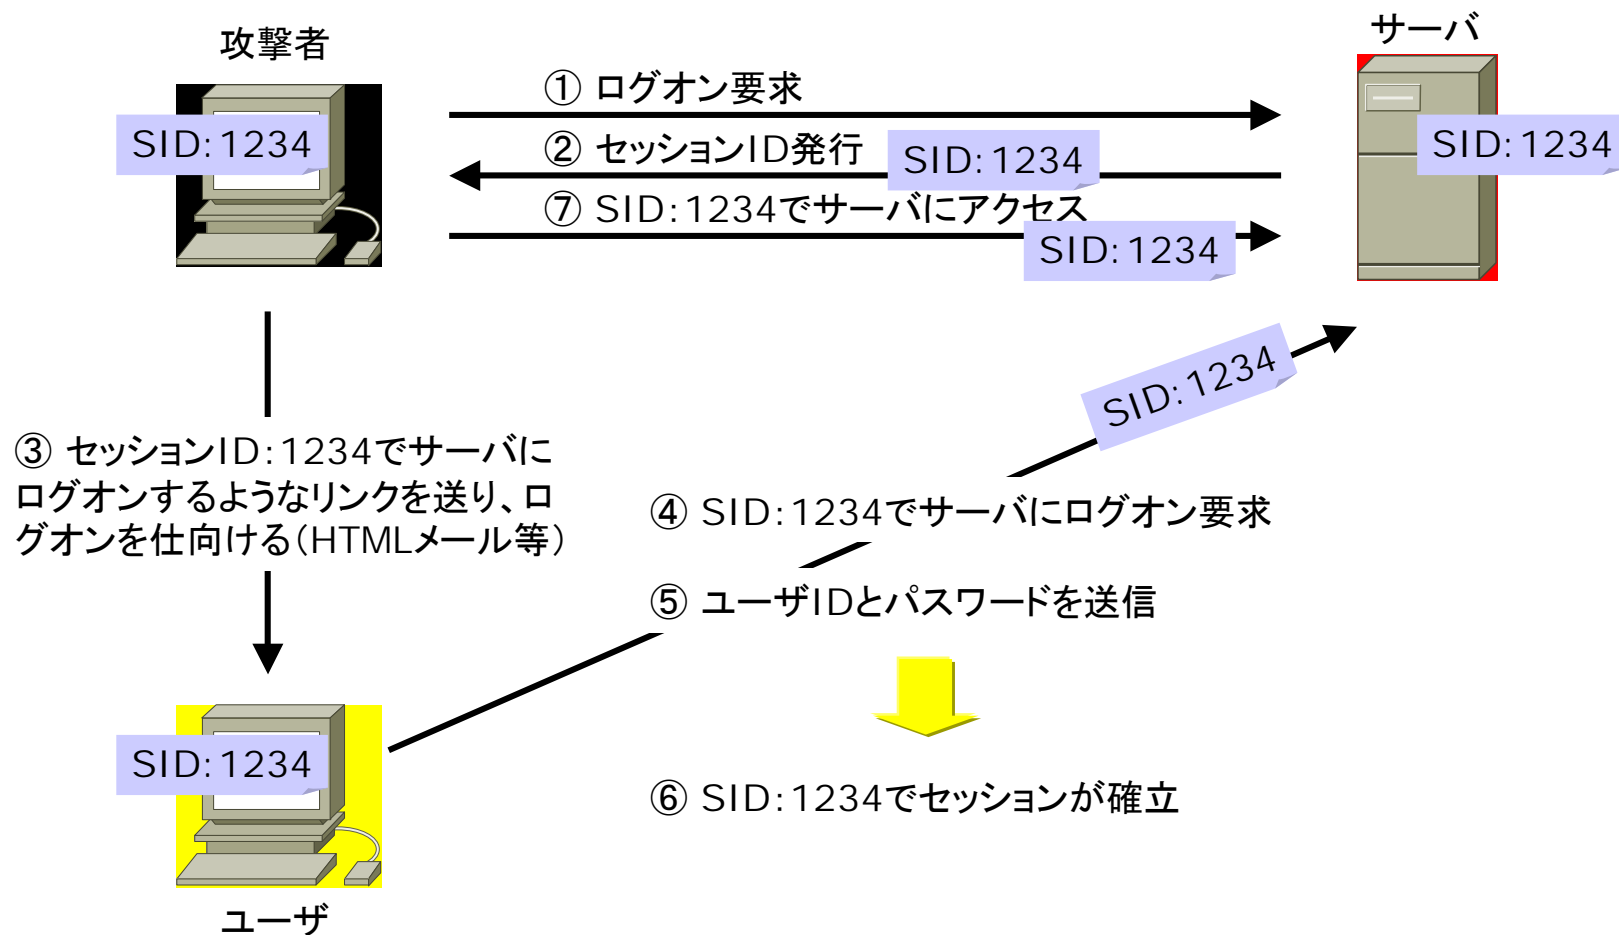 攻撃者
サーバ
① ログオン要求
SID:1234
② セッションID発行
SID:1234
SID:1234
⑦ SID:1234でサーバにアクセス
SID:1234
SID:1234
③ セッションID:1234でサーバに
ログオンするようなリンクを送り、ロ
グオンを仕向ける(HTMLメール等)
④ SID:1234でサーバにログオン要求
⑤ ユーザIDとパスワードを送信
SID:1234
⑥ SID:1234でセッションが確立
ユーザ